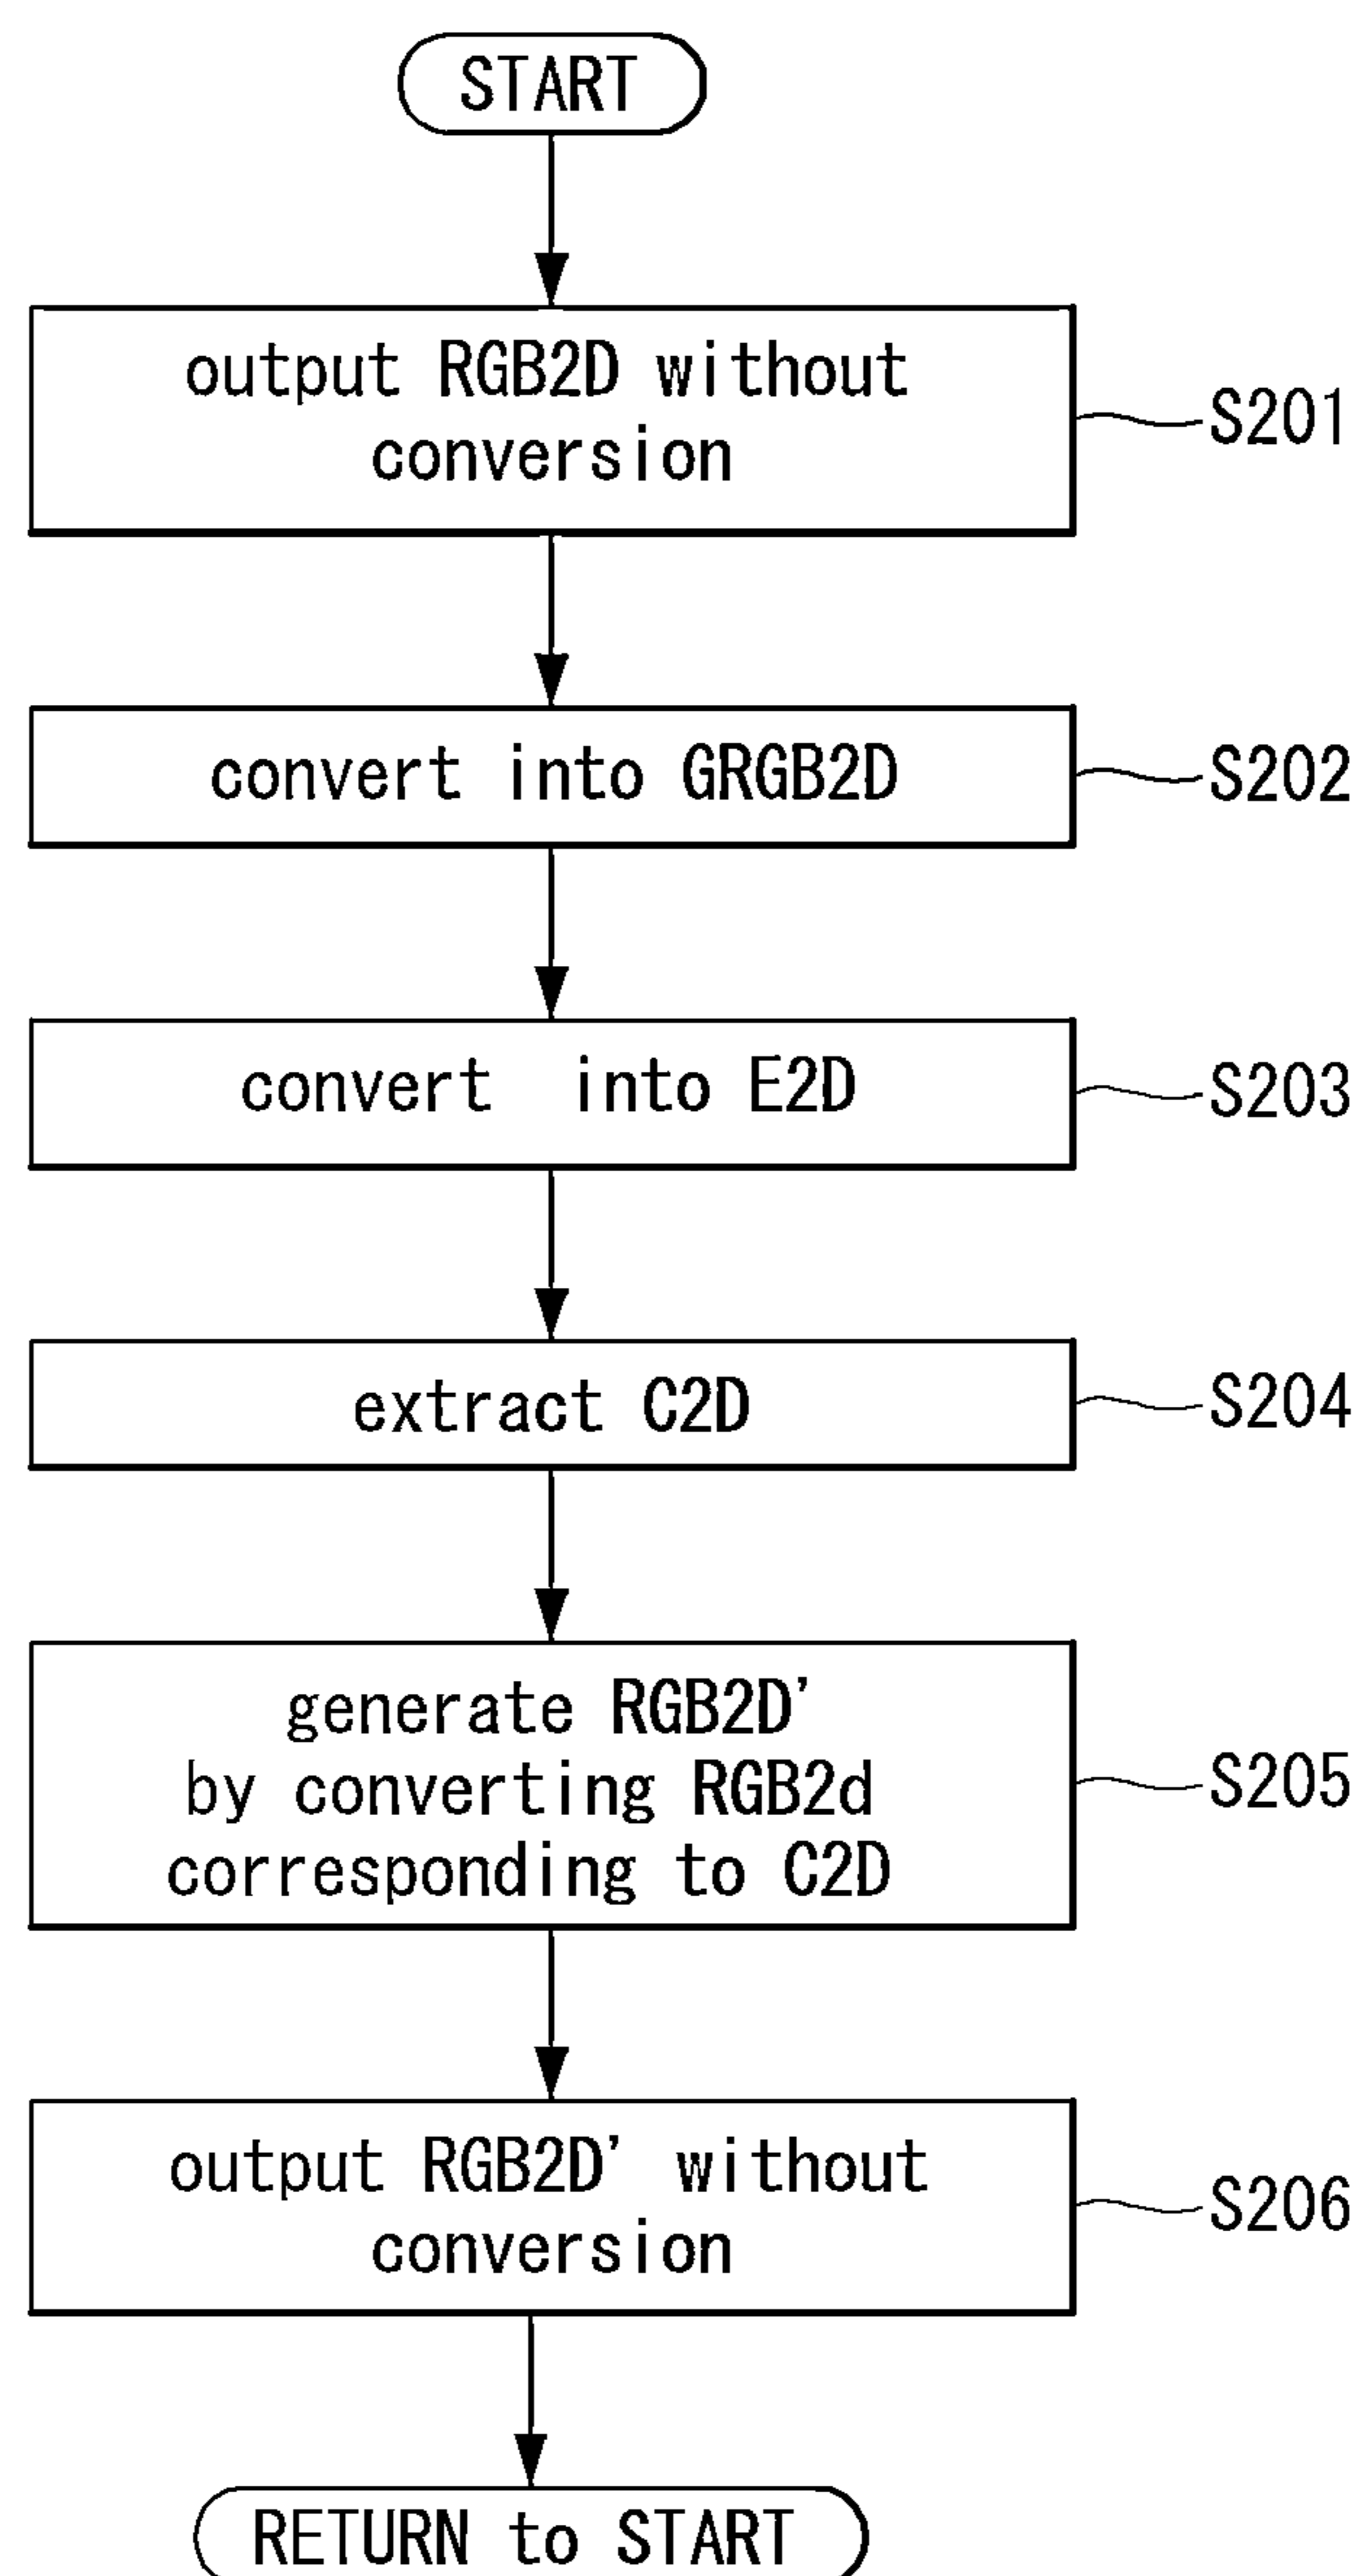 START
output RGB2D without
conversion
S201
convert into GRGB2D
S202
convert into E2D
S203
extract C2D
S204
generate RGB2D'
by converting RGB2d
corresponding to C2D
S205
output RGB2D' without
conversion
S206
RETURN to START